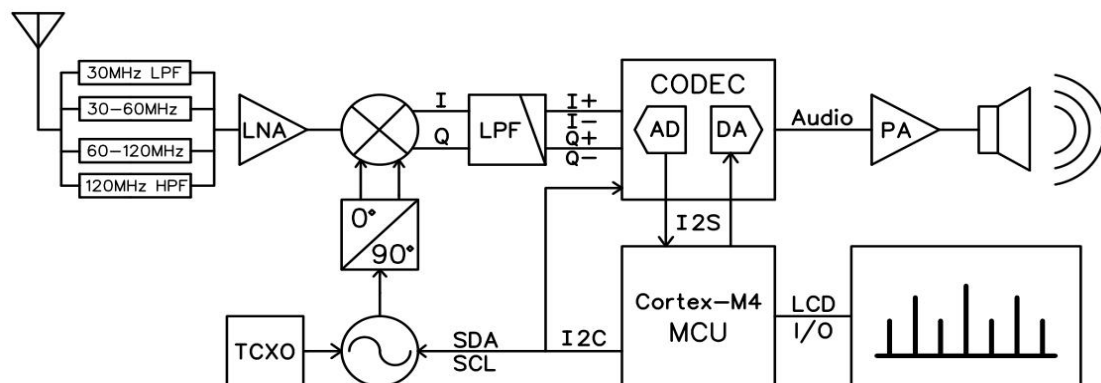 30MHz LPF
30-60MHz
60-120MHz
120MHz HPF
LNA
I
Q
LPF
I+
I-
Q+
Q-
CODEC
AD
DA
Audio
PA
0°
90°
I2S
TCXO
SDA
SCL
I2C
Cortex-M4
MCU
LCD
I/O